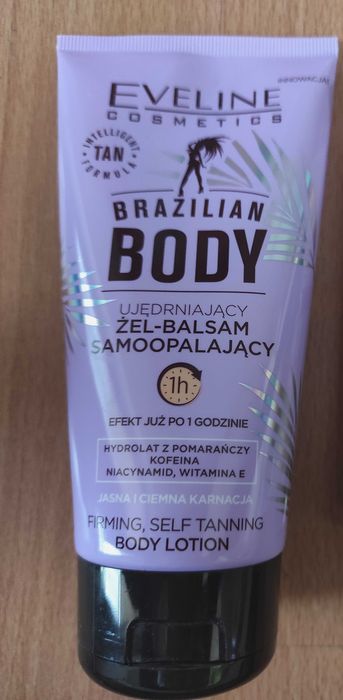 INNOWACJA!
EVELINE
COSMETICS
INTELLIGENT
TAN
FORMULA
BRAZILIAN
BODY
UJĘDRNIAJĄCY
ŻEL-BALSAM
SAMOOPALAJĄCY
1h
EFEKT JUŻ PO 1 GODZINIE
HYDROLAT Z POMARAŃCZY
KOFEINA
NIACYNAMID, WITAMINA E
JASNA I CIEMNA KARNACJA
FIRMING, SELF TANNING
BODY LOTION